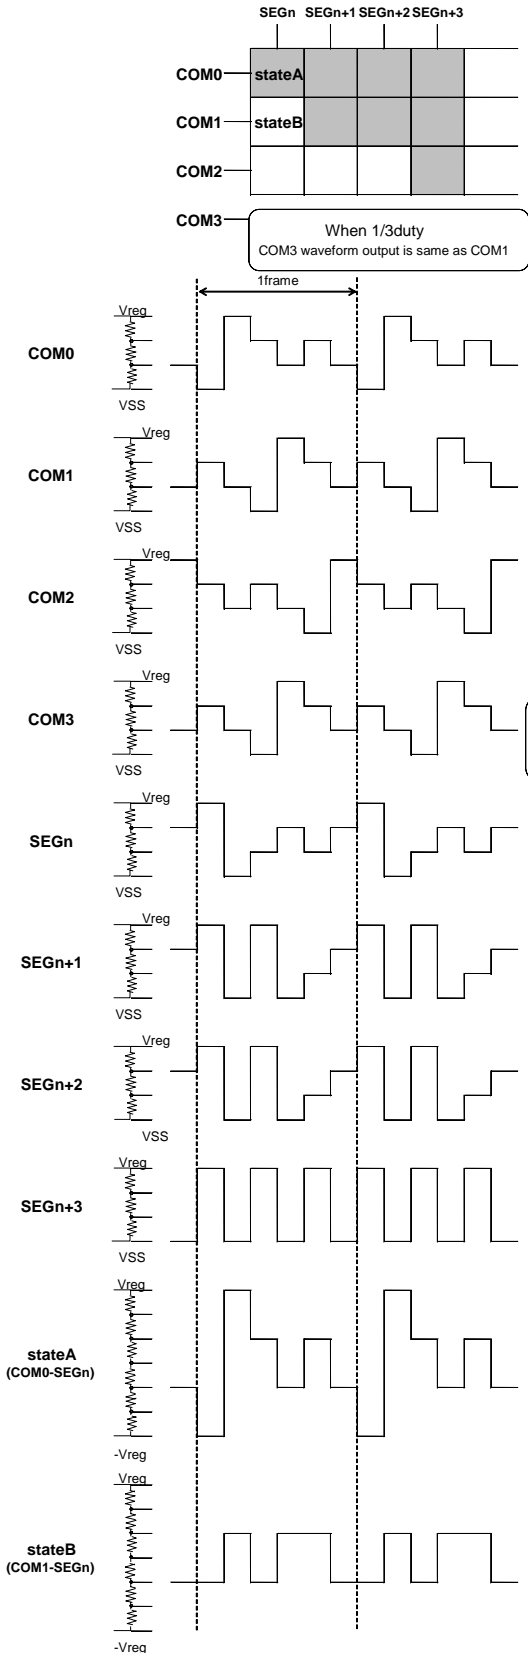 SEGn SEGn+1 SEGn+2 SEGn+3
COM0 stateA
COM1 stateB
COM2
COM3
When 1/3duty
COM3 waveform output is same as COM1
1frame
Vreg
COM0
VSS
Vreg
COM1
VSS
Vreg
COM2
VSS
Vreg
COM3
VSS
Vreg
SEGn
VSS
Vreg
SEGn+1
VSS
Vreg
SEGn+2
VSS
Vreg
SEGn+3
VSS
Vreg
stateA
(COM0-SEGn)
-Vreg
Vreg
stateB
(COM1-SEGn)
-Vreg